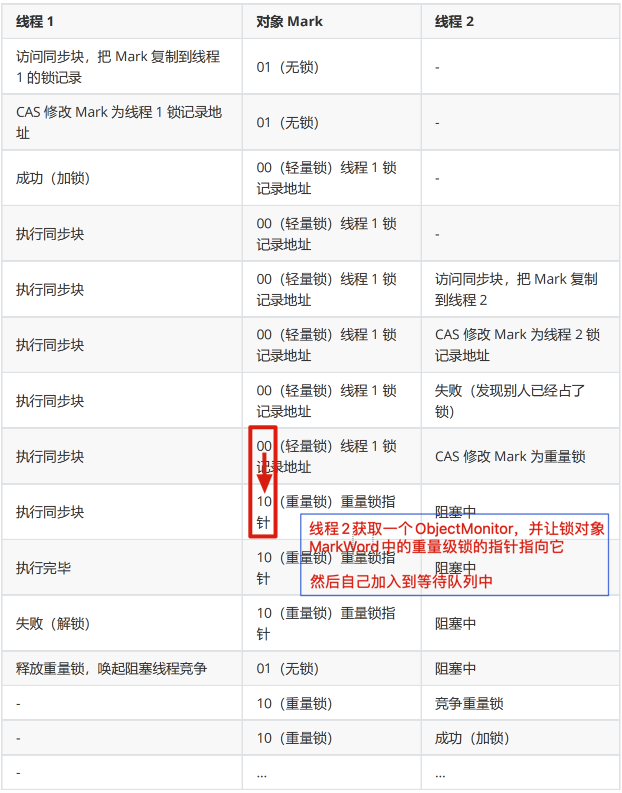 线程 1 对象 Mark 线程 2
访问同步块，把 Mark 复制到线程
1 的锁记录
01（无锁）
-
CAS 修改 Mark 为线程 1 锁记录地
址
01（无锁）
-
成功（加锁）
00（轻量锁）线程 1 锁
记录地址
-
执行同步块
00（轻量锁）线程 1 锁
记录地址
-
执行同步块
00（轻量锁）线程 1 锁
记录地址
访问同步块，把 Mark 复制
到线程 2
执行同步块
00（轻量锁）线程 1 锁
记录地址
CAS 修改 Mark 为线程 2 锁
记录地址
执行同步块
00（轻量锁）线程 1 锁
记录地址
失败（发现别人已经占了
锁）
执行同步块
00（轻量锁）线程 1 锁
记录地址
CAS 修改 Mark 为重量锁
执行同步块
10（重量锁）重量锁指
针
阻塞中
线程2获取一个ObjectMonitor，并让锁对象
MarkWord中的重量级锁的指针指向它
然后自己加入到等待队列中
执行完毕
10（重量锁）重量锁指
针
阻塞中
失败（解锁）
10（重量锁）重量锁指
针
阻塞中
释放重量锁，唤起阻塞线程竞争
01（无锁）
阻塞中
-
10（重量锁）
竞争重量锁
-
10（重量锁）
成功（加锁）
-
...
...